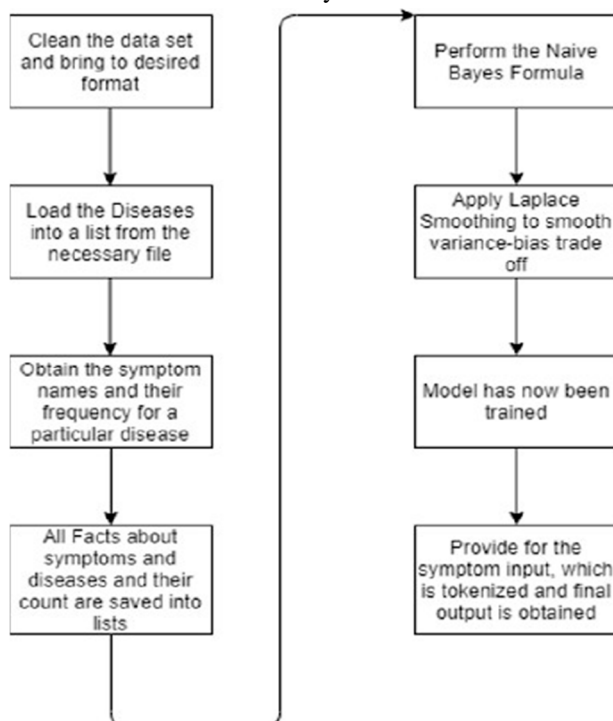 Clean the data set
and bring to desired
format
Load the Diseases
into a list from the
necessary file
Obtain the symptom
names and their
frequency for a
particular disease
All Facts about
symptoms and
diseases and their
count are saved into
lists
Perform the Naive
Bayes Formula
Apply Laplace
Smoothing to smooth
variance-bias trade
off
Model has now been
trained
Provide for the
symptom input, which
is tokenized and final
output is obtained